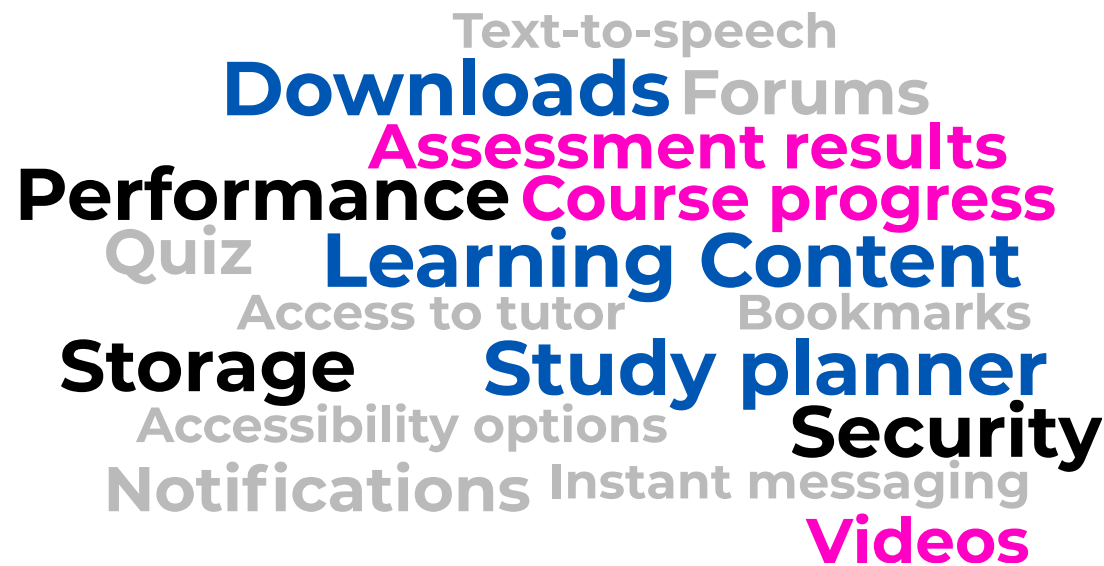 Text-to-speech
Downloads Forums
Assessment results
Performance Course progress
Quiz Learning Content
Access to tutor Bookmarks
Storage Study planner
Accessibility options Security
Notifications Instant messaging
Videos